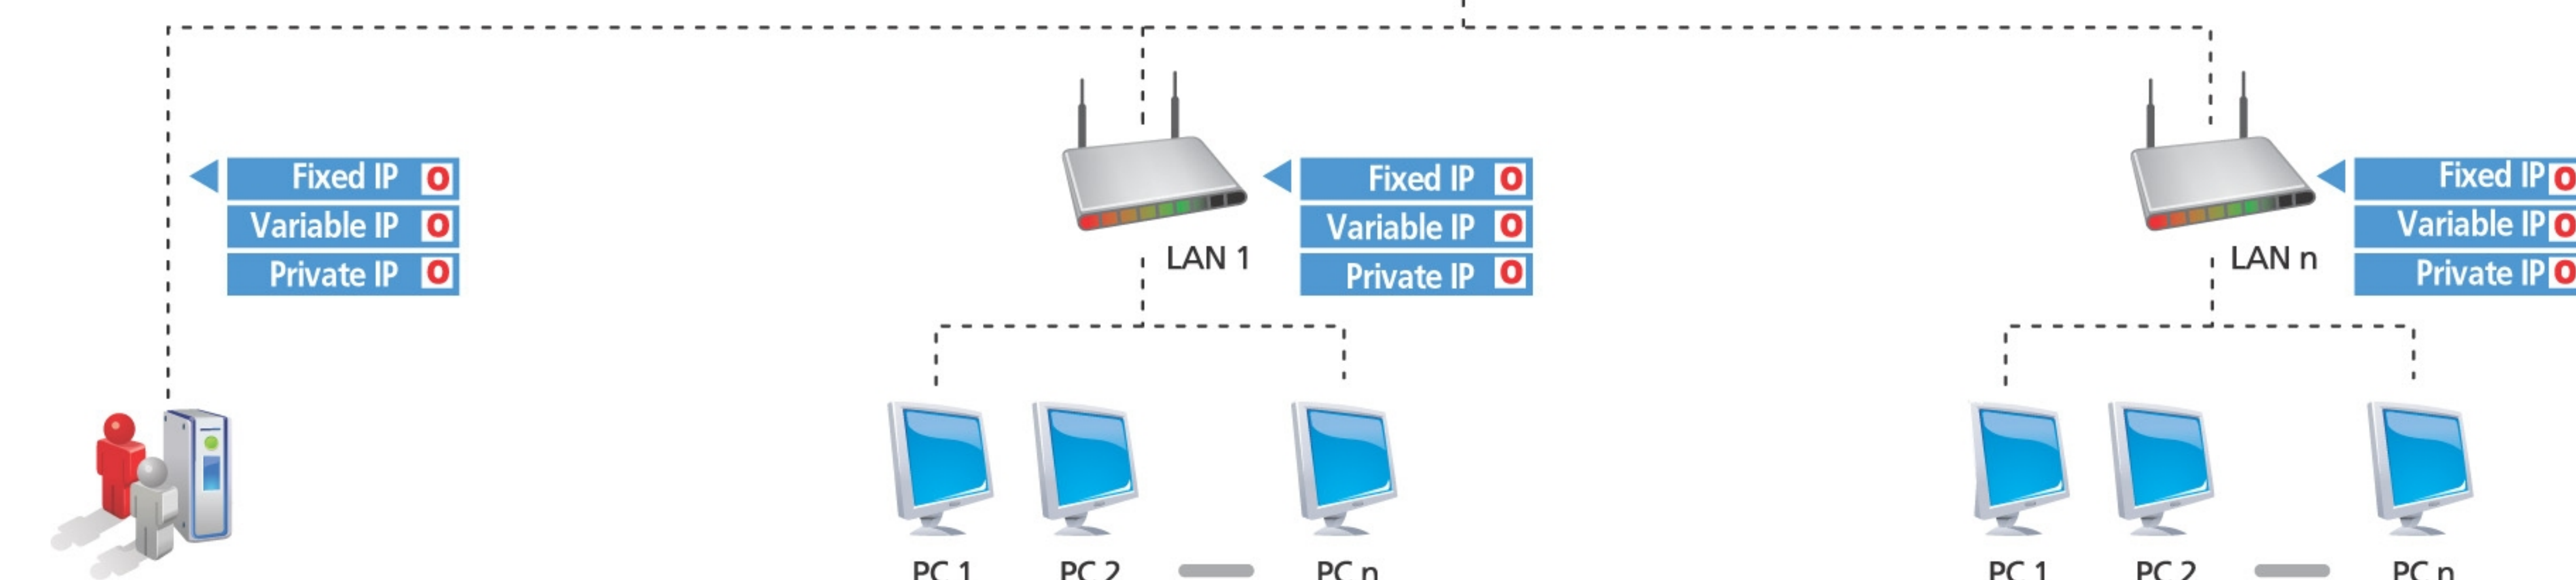 Fixed IP O
Variable IP O
Private IP O
LAN 1
Fixed IP O
Variable IP O
Private IP O
LAN n
Fixed IP O
Variable IP O
Private IP O
PC 1
PC 2
PC n
PC 1
PC 2
PC n